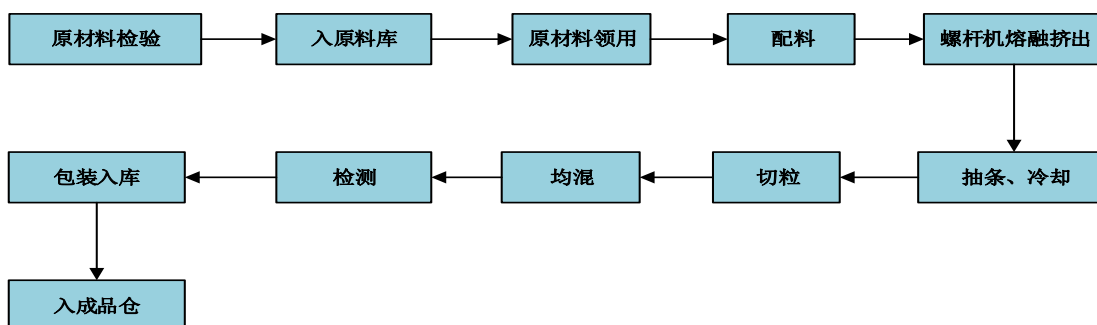 原材料检验
入原料库
原材料领用
配料
螺杆机熔融挤出
抽条、冷却
切粒
均混
检测
包装入库
入成品仓